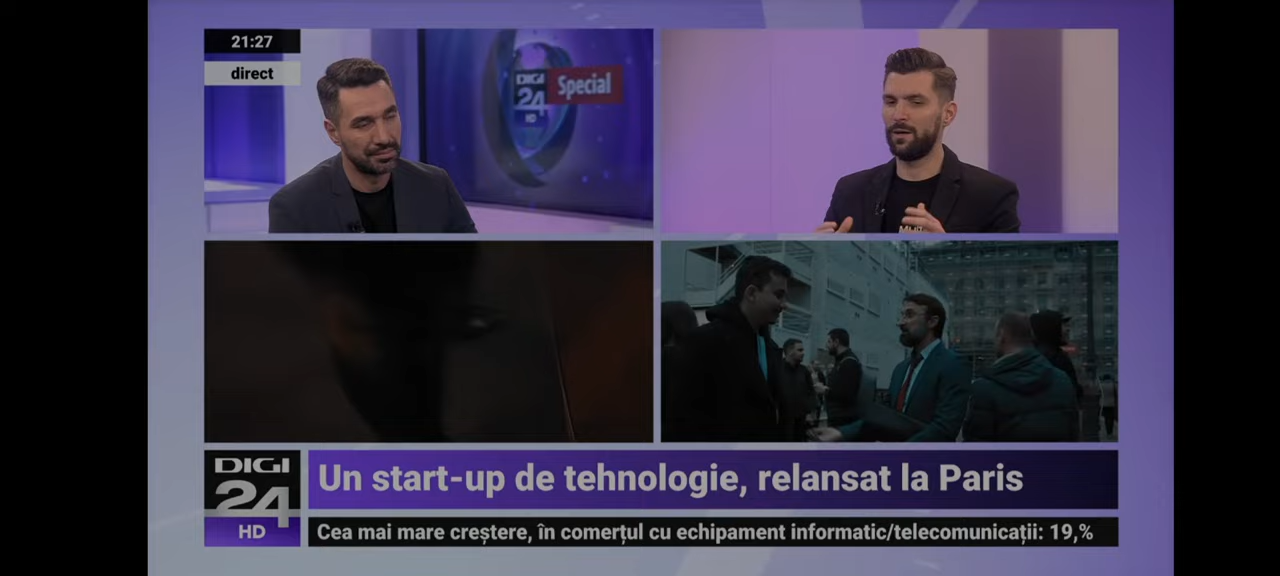 21:27
direct
DIGI
24
HD
Special
DIGI
24
HD
Un start-up de tehnologie, relansat la Paris
Cea mai mare creștere, în comerțul cu echipament informatic/telecomunicații: 19,%